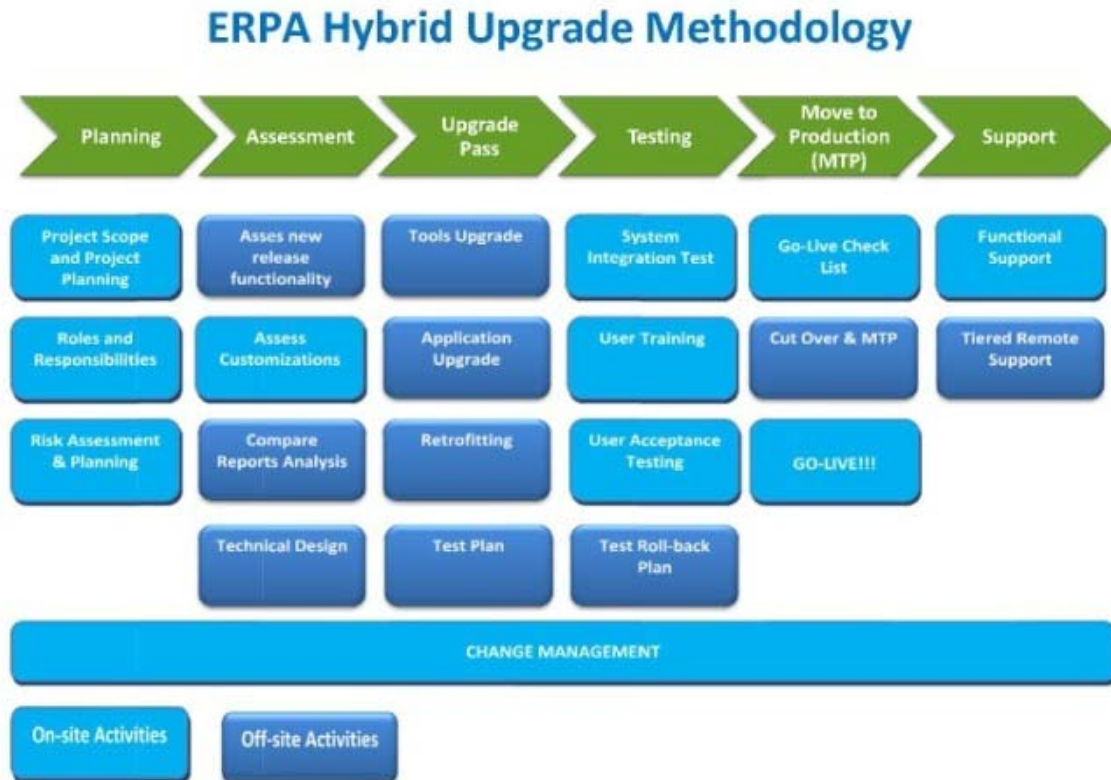 ERPA Hybrid Upgrade Methodology
Planning
Assessment
Upgrade
Pass
Testing
Move to
Production
(MTP)
Support
Project Scope
and Project
Planning
Roles and
Responsibilities
Risk Assessment
& Planning
Asses new
release
functionality
Assess
Customizations
Compare
Reports Analysis
Technical Design
Tools Upgrade
Application
Upgrade
Retrofitting
Test Plan
System
Integration Test
User Training
User Acceptance
Testing
Test Roll-back
Plan
Go-Live Check
List
Cut Over & MTP
GO-LIVE!!!
Functional
Support
Tiered Remote
Support
CHANGE MANAGEMENT
On-site Activities
Off-site Activities